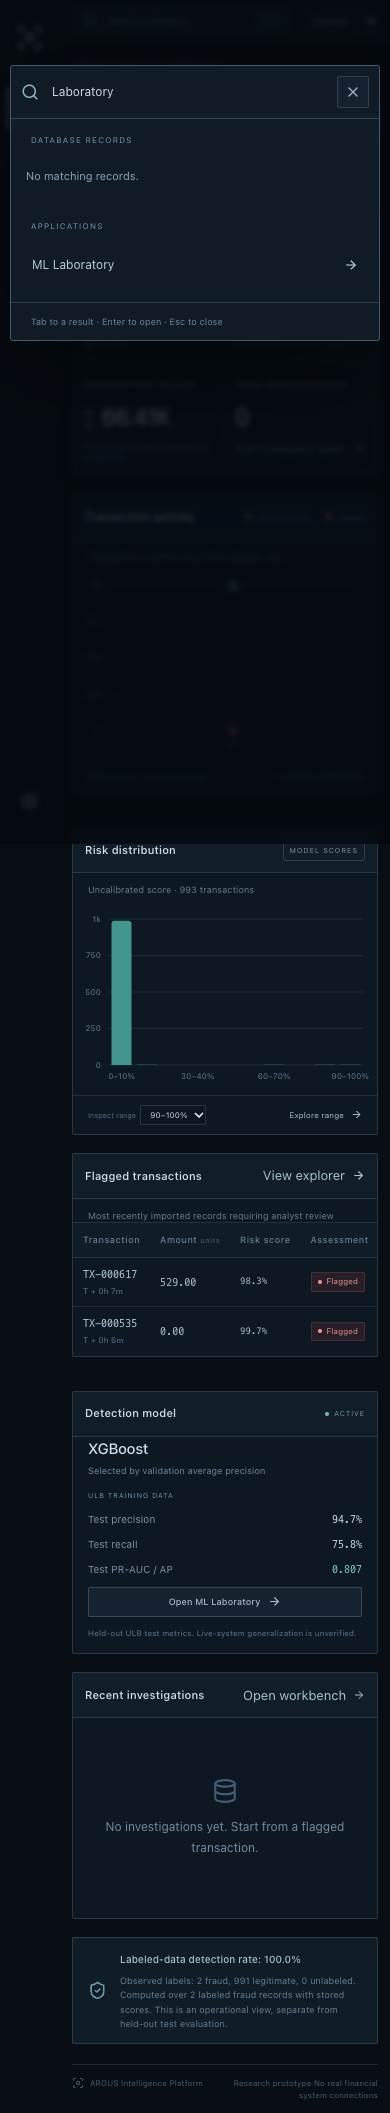 Laboratory
DATABASE RECORDS
No matching records.
APPLICATIONS
ML Laboratory
Tab to a result · Enter to open · Esc to close
66.41K
0
Transaction activity
Risk distribution
MODEL SCORES
Uncalibrated score · 993 transactions
1k
750
500
250
0
0–10% 30–40% 60–70% 90–100%
Inspect range 90–100% Explore range
Flagged transactions View explorer
Most recently imported records requiring analyst review
Transaction Amount units Risk score Assessment
TX–000617 529.00 98.3% Flagged
T + 0h 7m
TX–000535 0.00 99.7% Flagged
T + 0h 6m
Detection model ACTIVE
XGBoost
Selected by validation average precision
ULB TRAINING DATA
Test precision 94.7%
Test recall 75.8%
Test PR-AUC / AP 0.807
Open ML Laboratory
Held-out ULB test metrics. Live-system generalization is unverified.
Recent investigations Open workbench
No investigations yet. Start from a flagged
transaction.
Labeled-data detection rate: 100.0%
Observed labels: 2 fraud, 991 legitimate, 0 unlabeled.
Computed over 2 labeled fraud records with stored
scores. This is an operational view, separate from
held-out test evaluation.
ARGUS Intelligence Platform
Research prototype No real financial
system connections